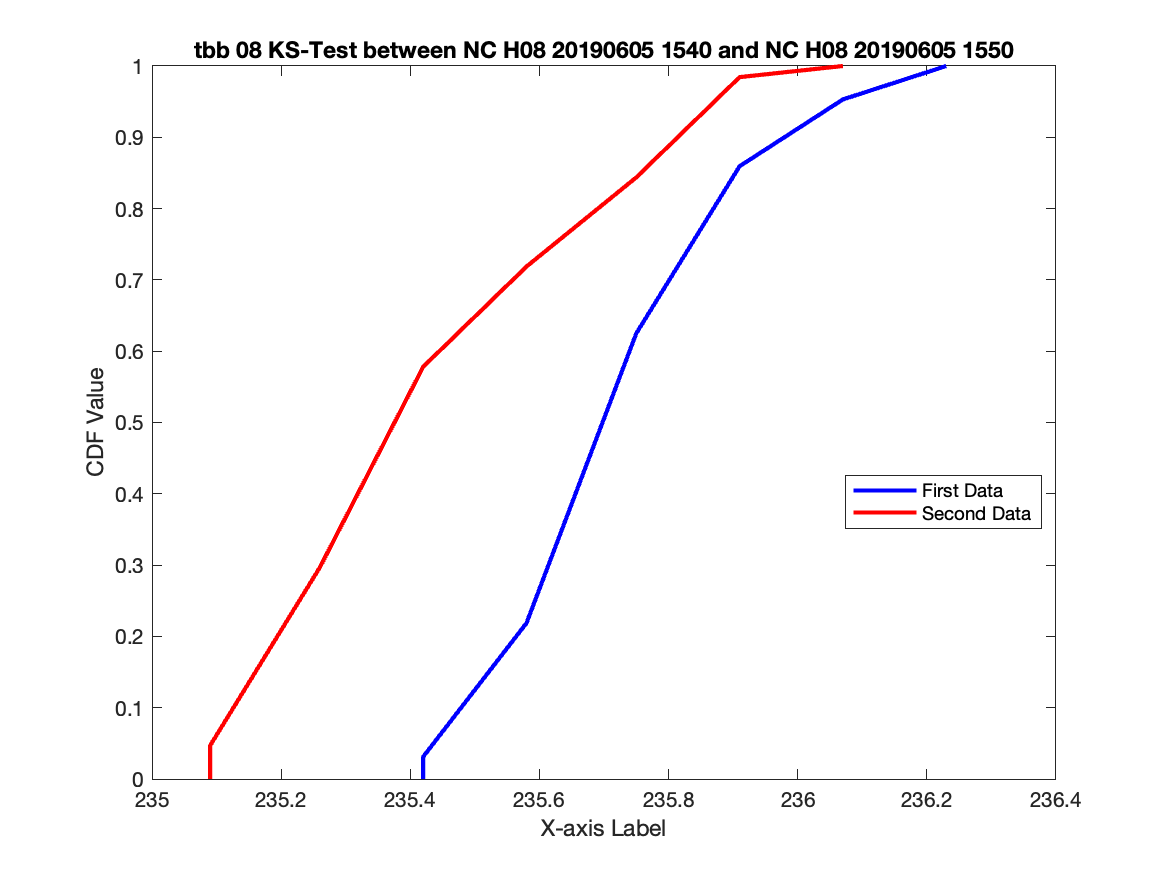 tbb 08 KS-Test between NC H08 20190605 1540 and NC H08 20190605 1550
1
0.9
0.8
0.7
0.6
0.5
0.4
0.3
0.2
0.1
0
CDF Value
First Data
Second Data
235 235.2 235.4 235.6 235.8 236 236.2 236.4
X-axis Label